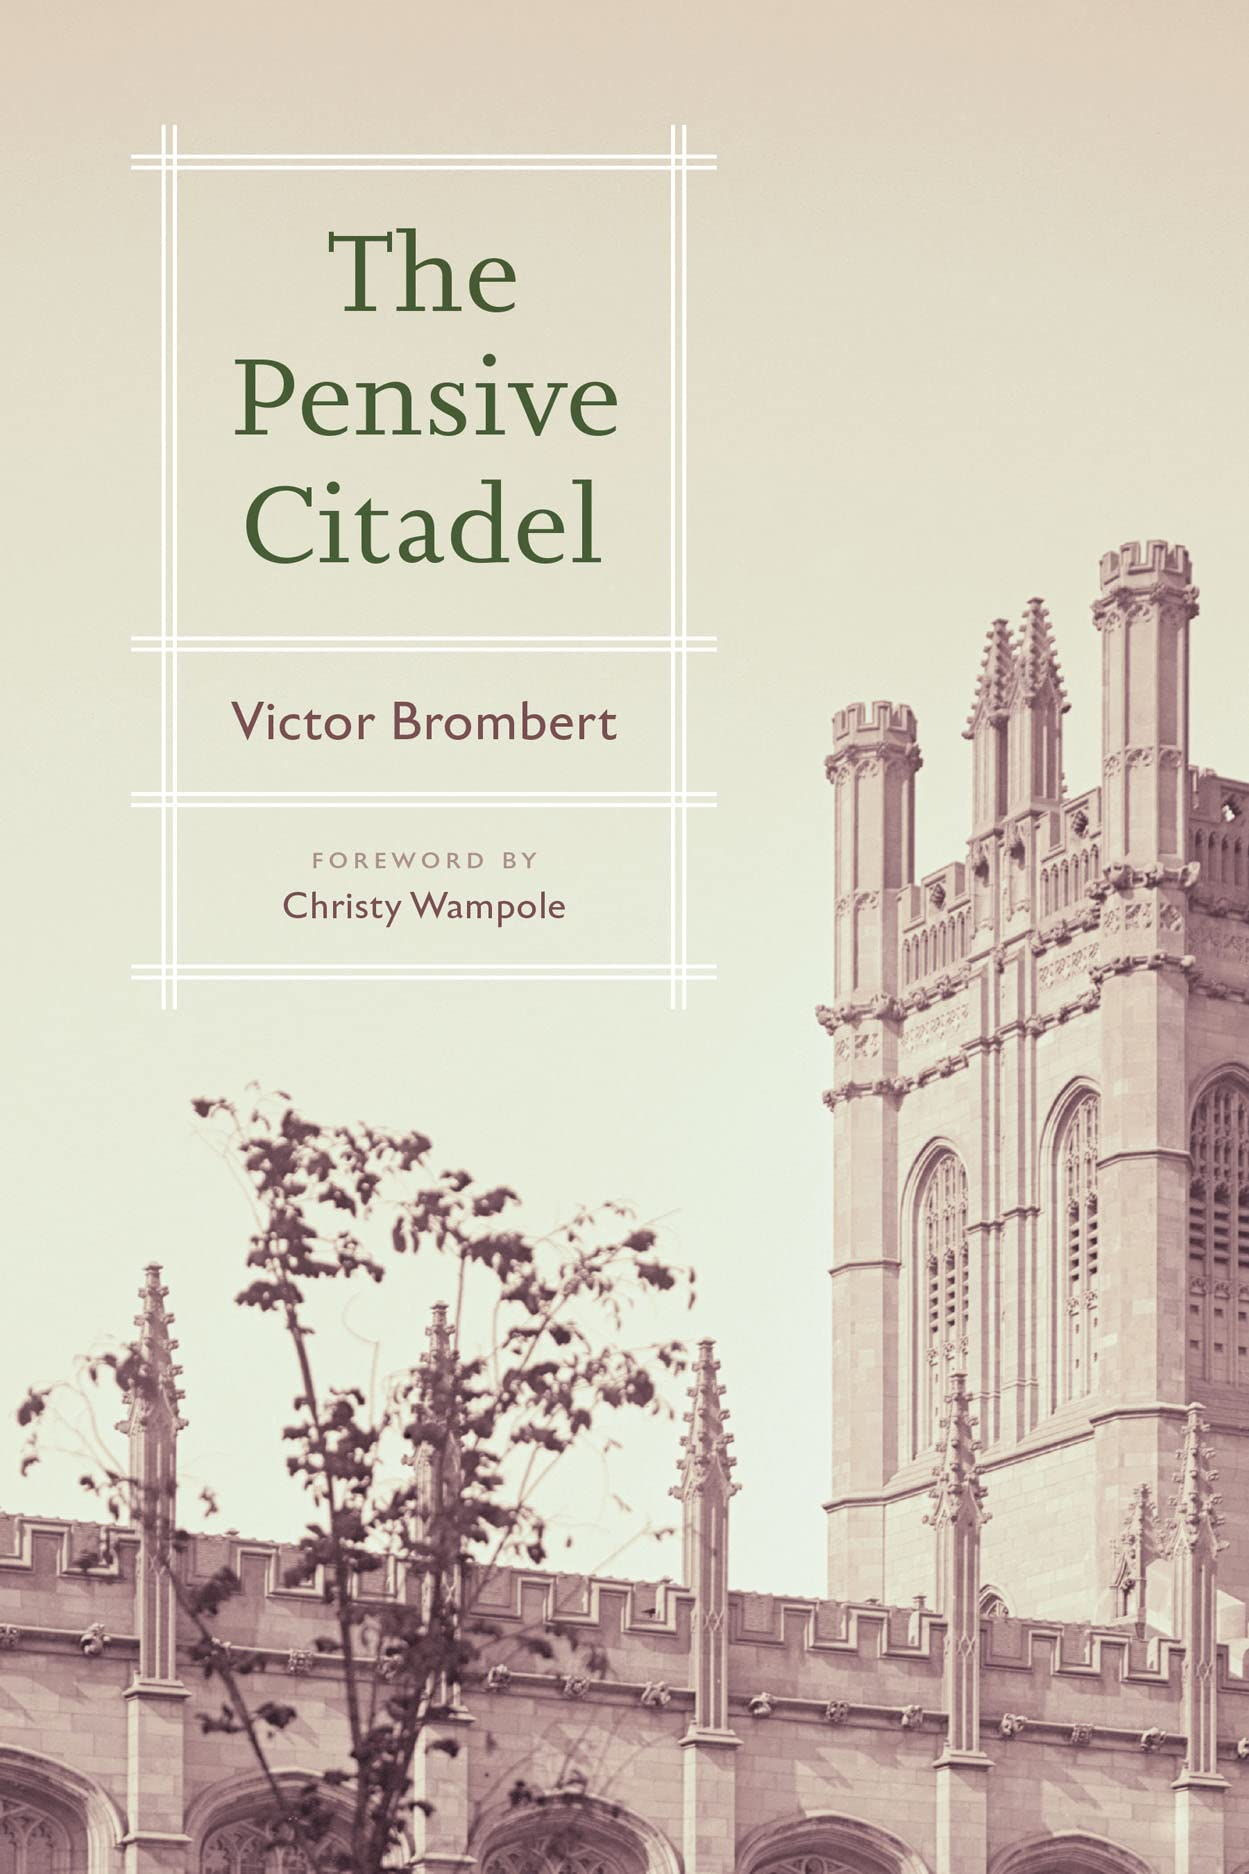 The
Pensive
Citadel
Victor Brombert
FOREWORD BY
Christy Wampole